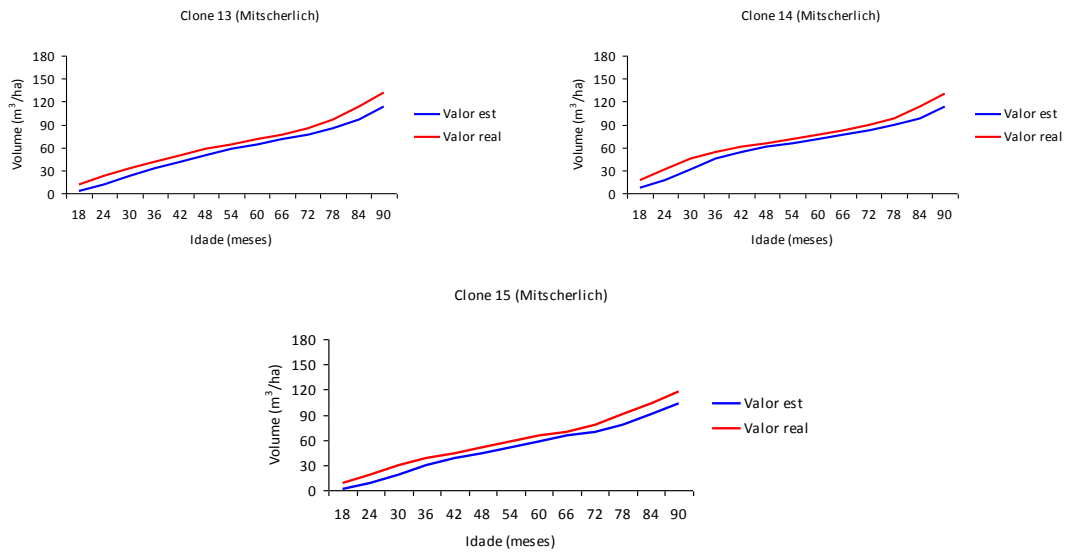 Clone 13 (Mitscherlich)
180
150
120
90
60
30
0
Volume (m³/ha)
18 24 30 36 42 48 54 60 66 72 78 84 90
Idade (meses)
Valor est
Valor real
Clone 14 (Mitscherlich)
180
150
120
90
60
30
0
Volume (m³/ha)
18 24 30 36 42 48 54 60 66 72 78 84 90
Idade (meses)
Valor est
Valor real
Clone 15 (Mitscherlich)
180
150
120
90
60
30
0
Volume (m³/ha)
18 24 30 36 42 48 54 60 66 72 78 84 90
Idade (meses)
Valor est
Valor real